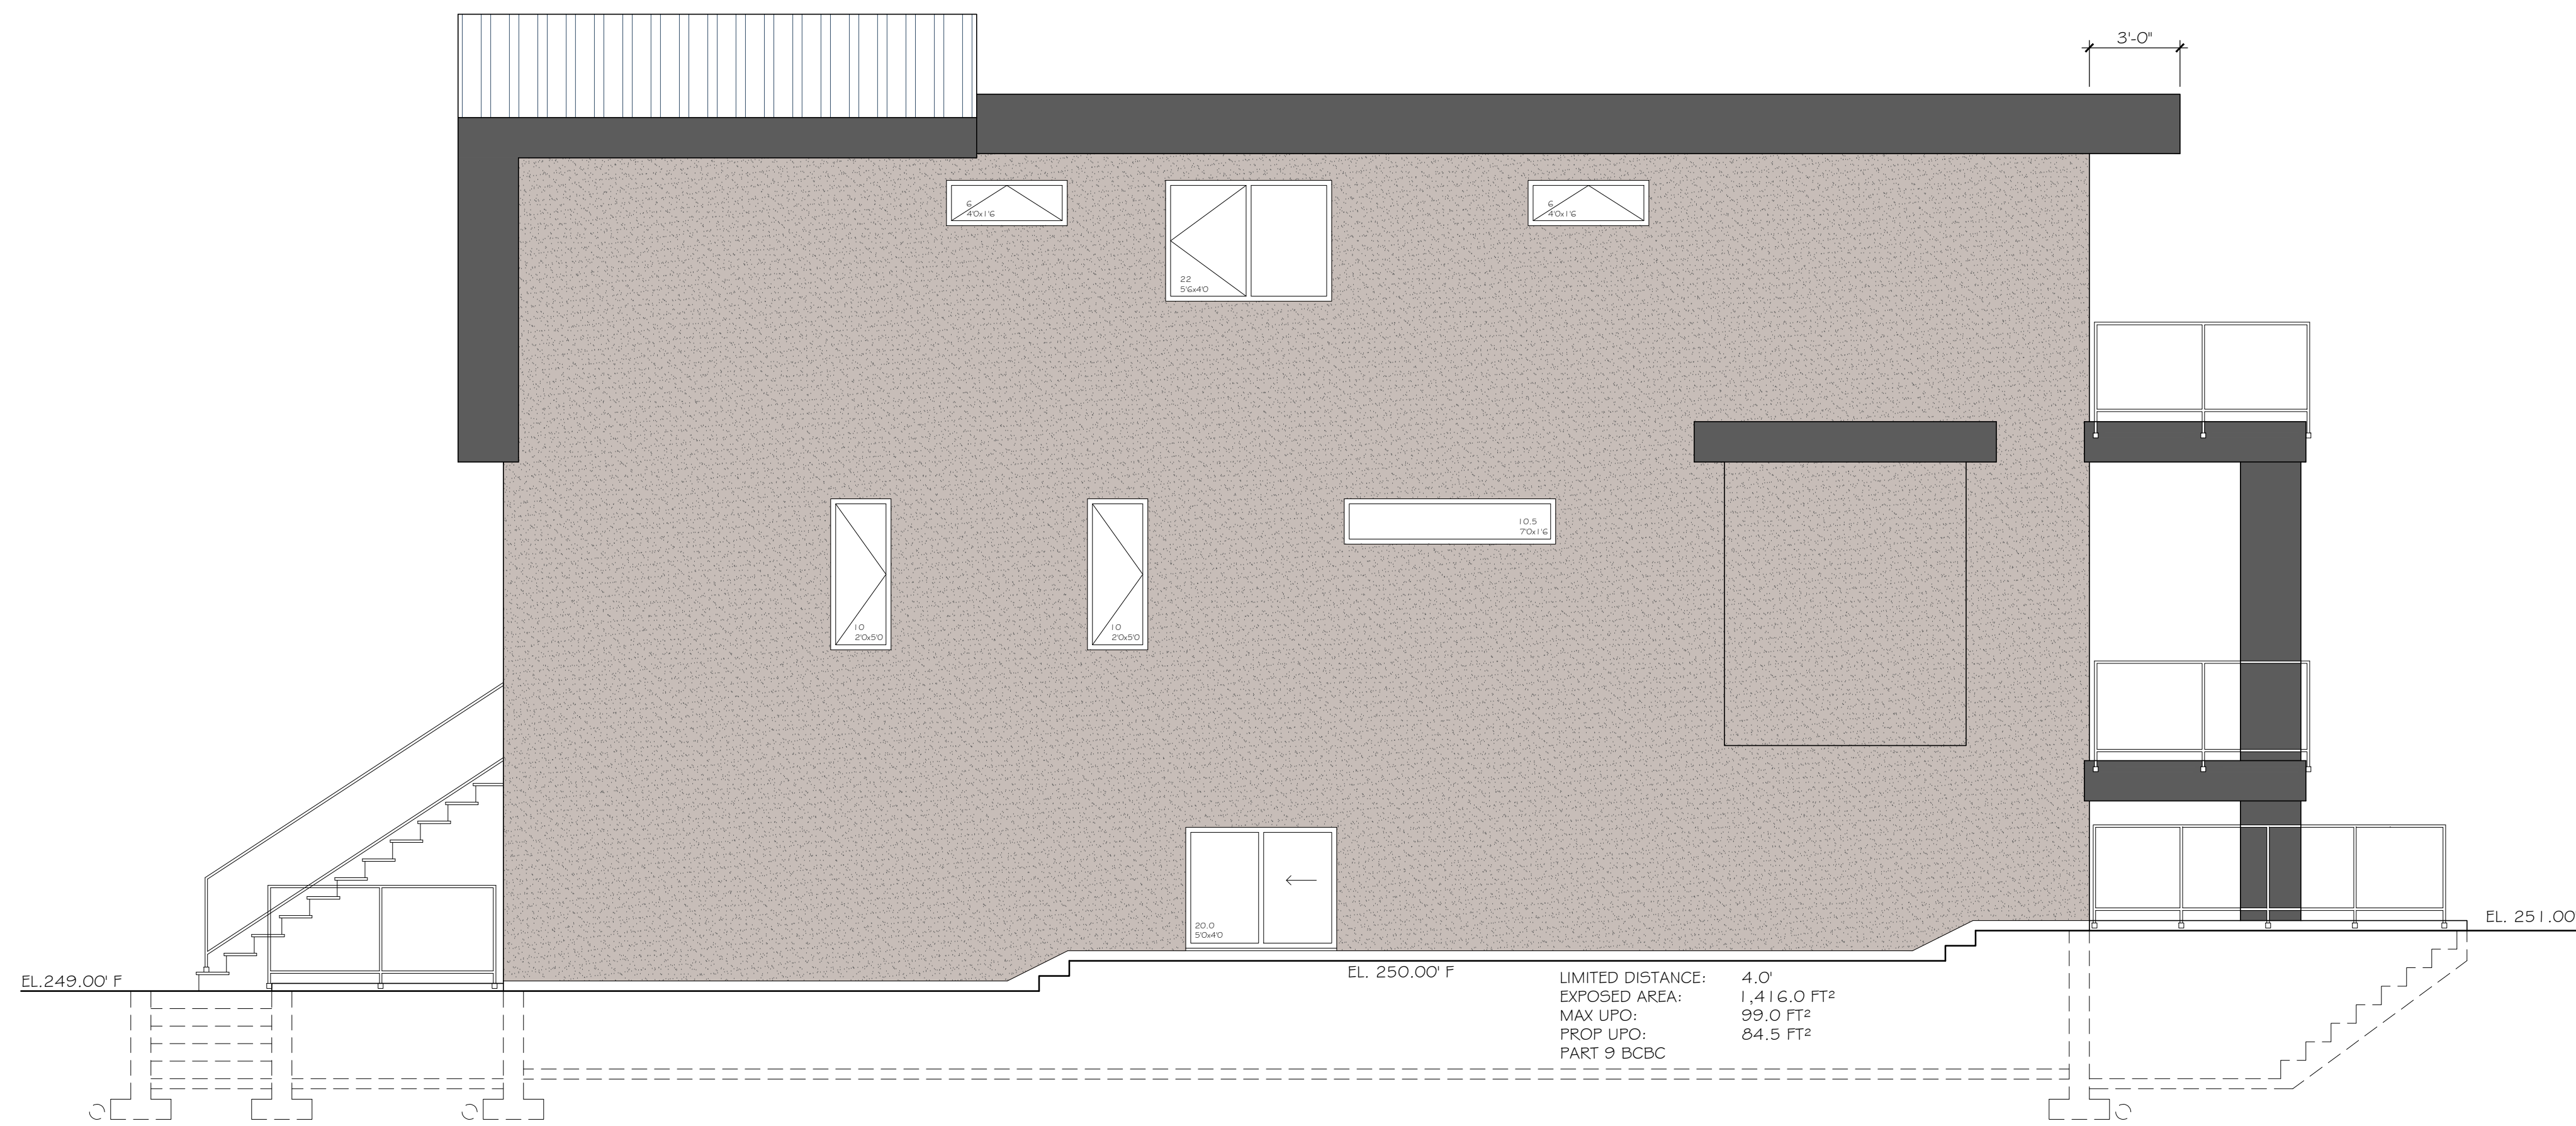 3'-0"
6
4'0x1'6
6
4'0x1'6
22
5'6x4'0
10.5
7'0x1'6
10
2'0x5'0
10
2'0x5'0
20.0
5'0x4'0
EL. 251.00
EL.249.00' F
EL. 250.00' F
LIMITED DISTANCE: 4.0'
EXPOSED AREA: 1,416.0 FT²
MAX UPO: 99.0 FT²
PROP UPO: 84.5 FT²
PART 9 BCBC